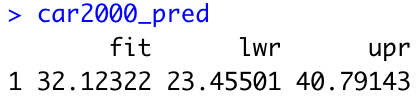 > car2000_pred
fit lwr upr
1 32.12322 23.45501 40.79143